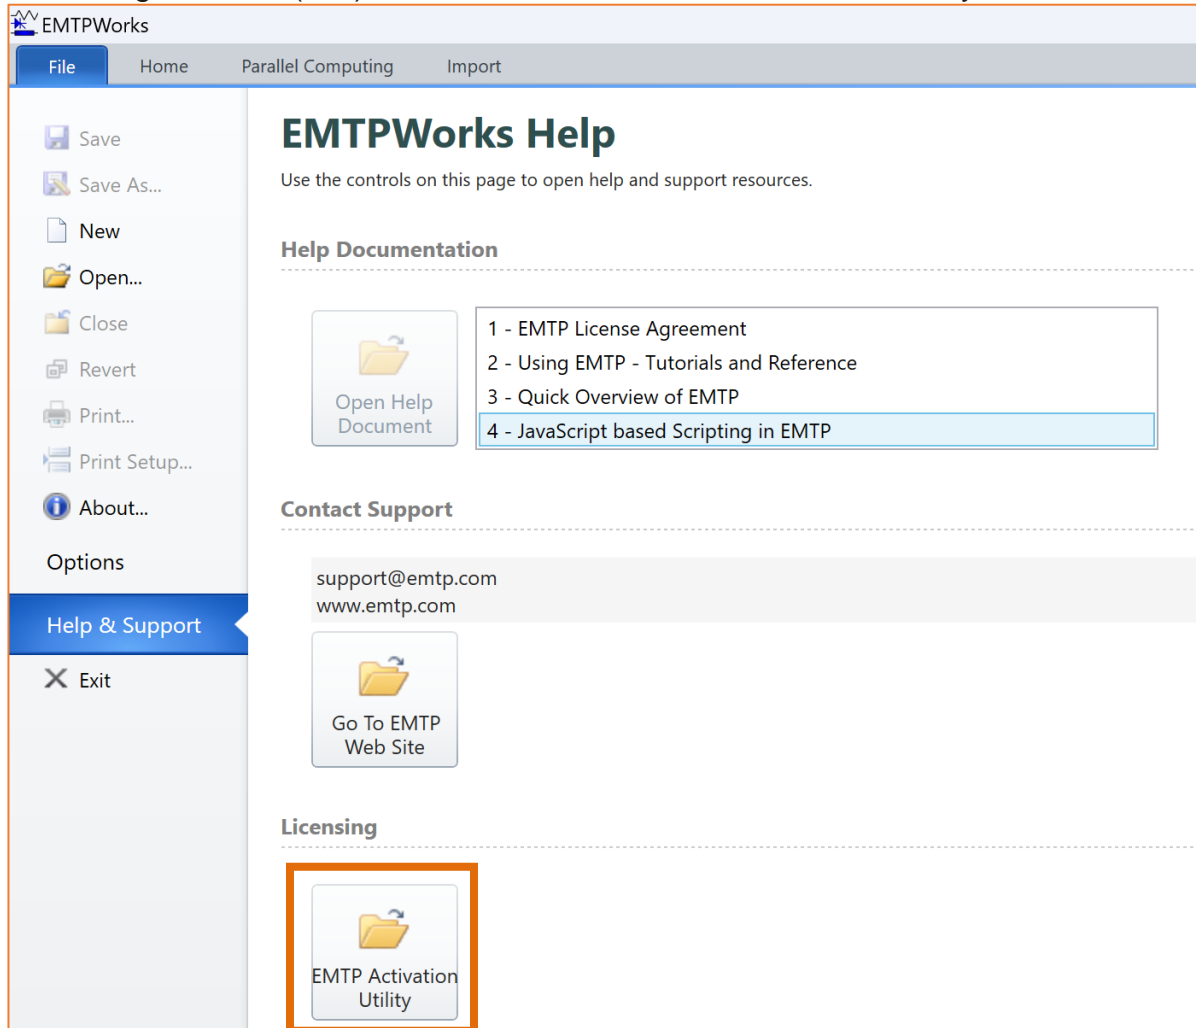 EMTPWorks
File Home Parallel Computing Import
Save
Save As...
New
Open...
Close
Revert
Print...
Print Setup...
About...
Options
Help & Support
Exit
EMTPWorks Help
Use the controls on this page to open help and support resources.
Help Documentation
Open Help
Document
1 - EMTP License Agreement
2 - Using EMTP - Tutorials and Reference
3 - Quick Overview of EMTP
4 - JavaScript based Scripting in EMTP
Contact Support
support@emtp.com
www.emtp.com
Go To EMTP
Web Site
Licensing
EMTP Activation
Utility